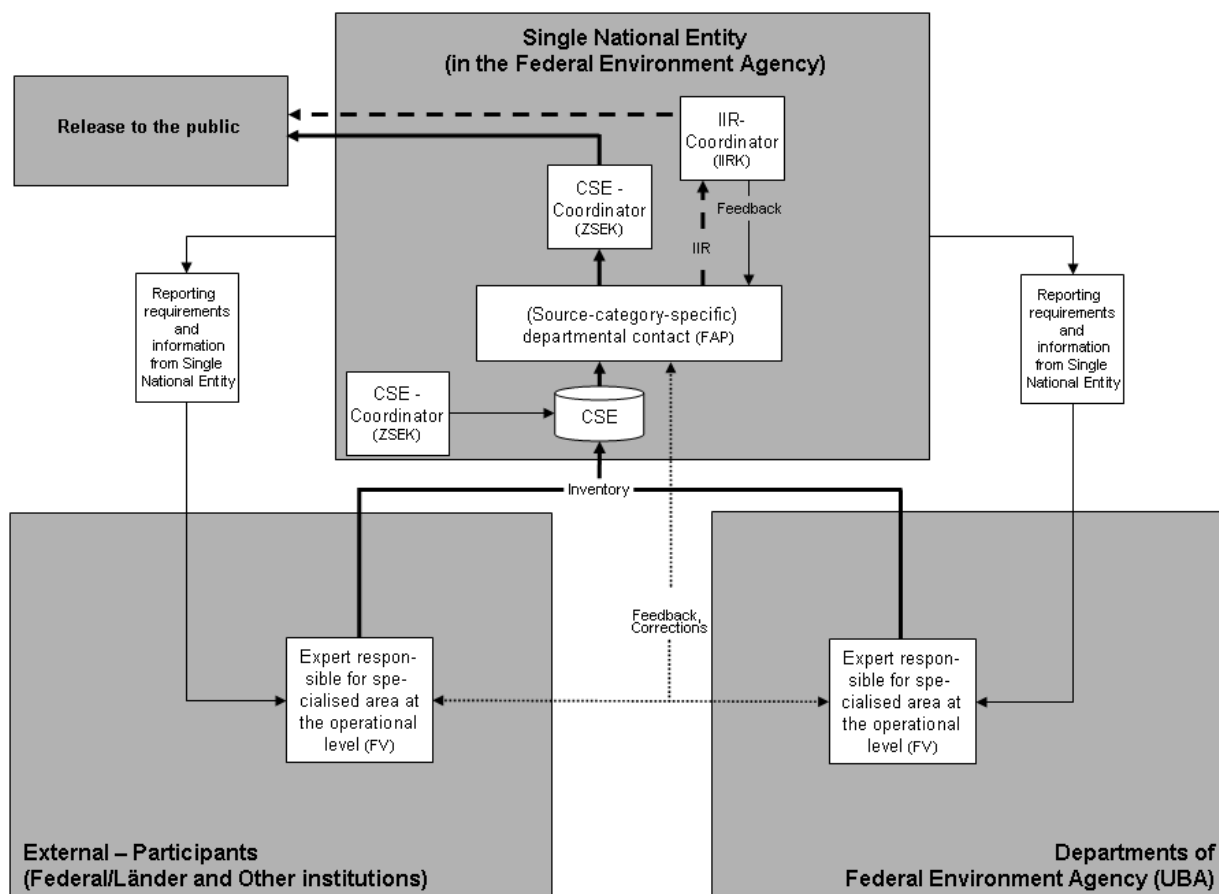 Single National Entity
(in the Federal Environment Agency)
Release to the public
IIR-
Coordinator
(IIRK)
CSE -
Coordinator
(ZSEK)
Feedback
IIR
Reporting
requirements
and
information
from Single
National Entity
(Source-category-specific)
departmental contact (FAP)
Reporting
requirements
and
information
from Single
National Entity
CSE -
Coordinator
(ZSEK)
CSE
Inventory
Feedback,
Corrections
Expert respon-
sible for spe-
cialised area at
the operational
level (FV)
Expert respon-
sible for spe-
cialised area at
the operational
level (FV)
External – Participants
(Federal/Länder and Other institutions)
Departments of
Federal Environment Agency (UBA)